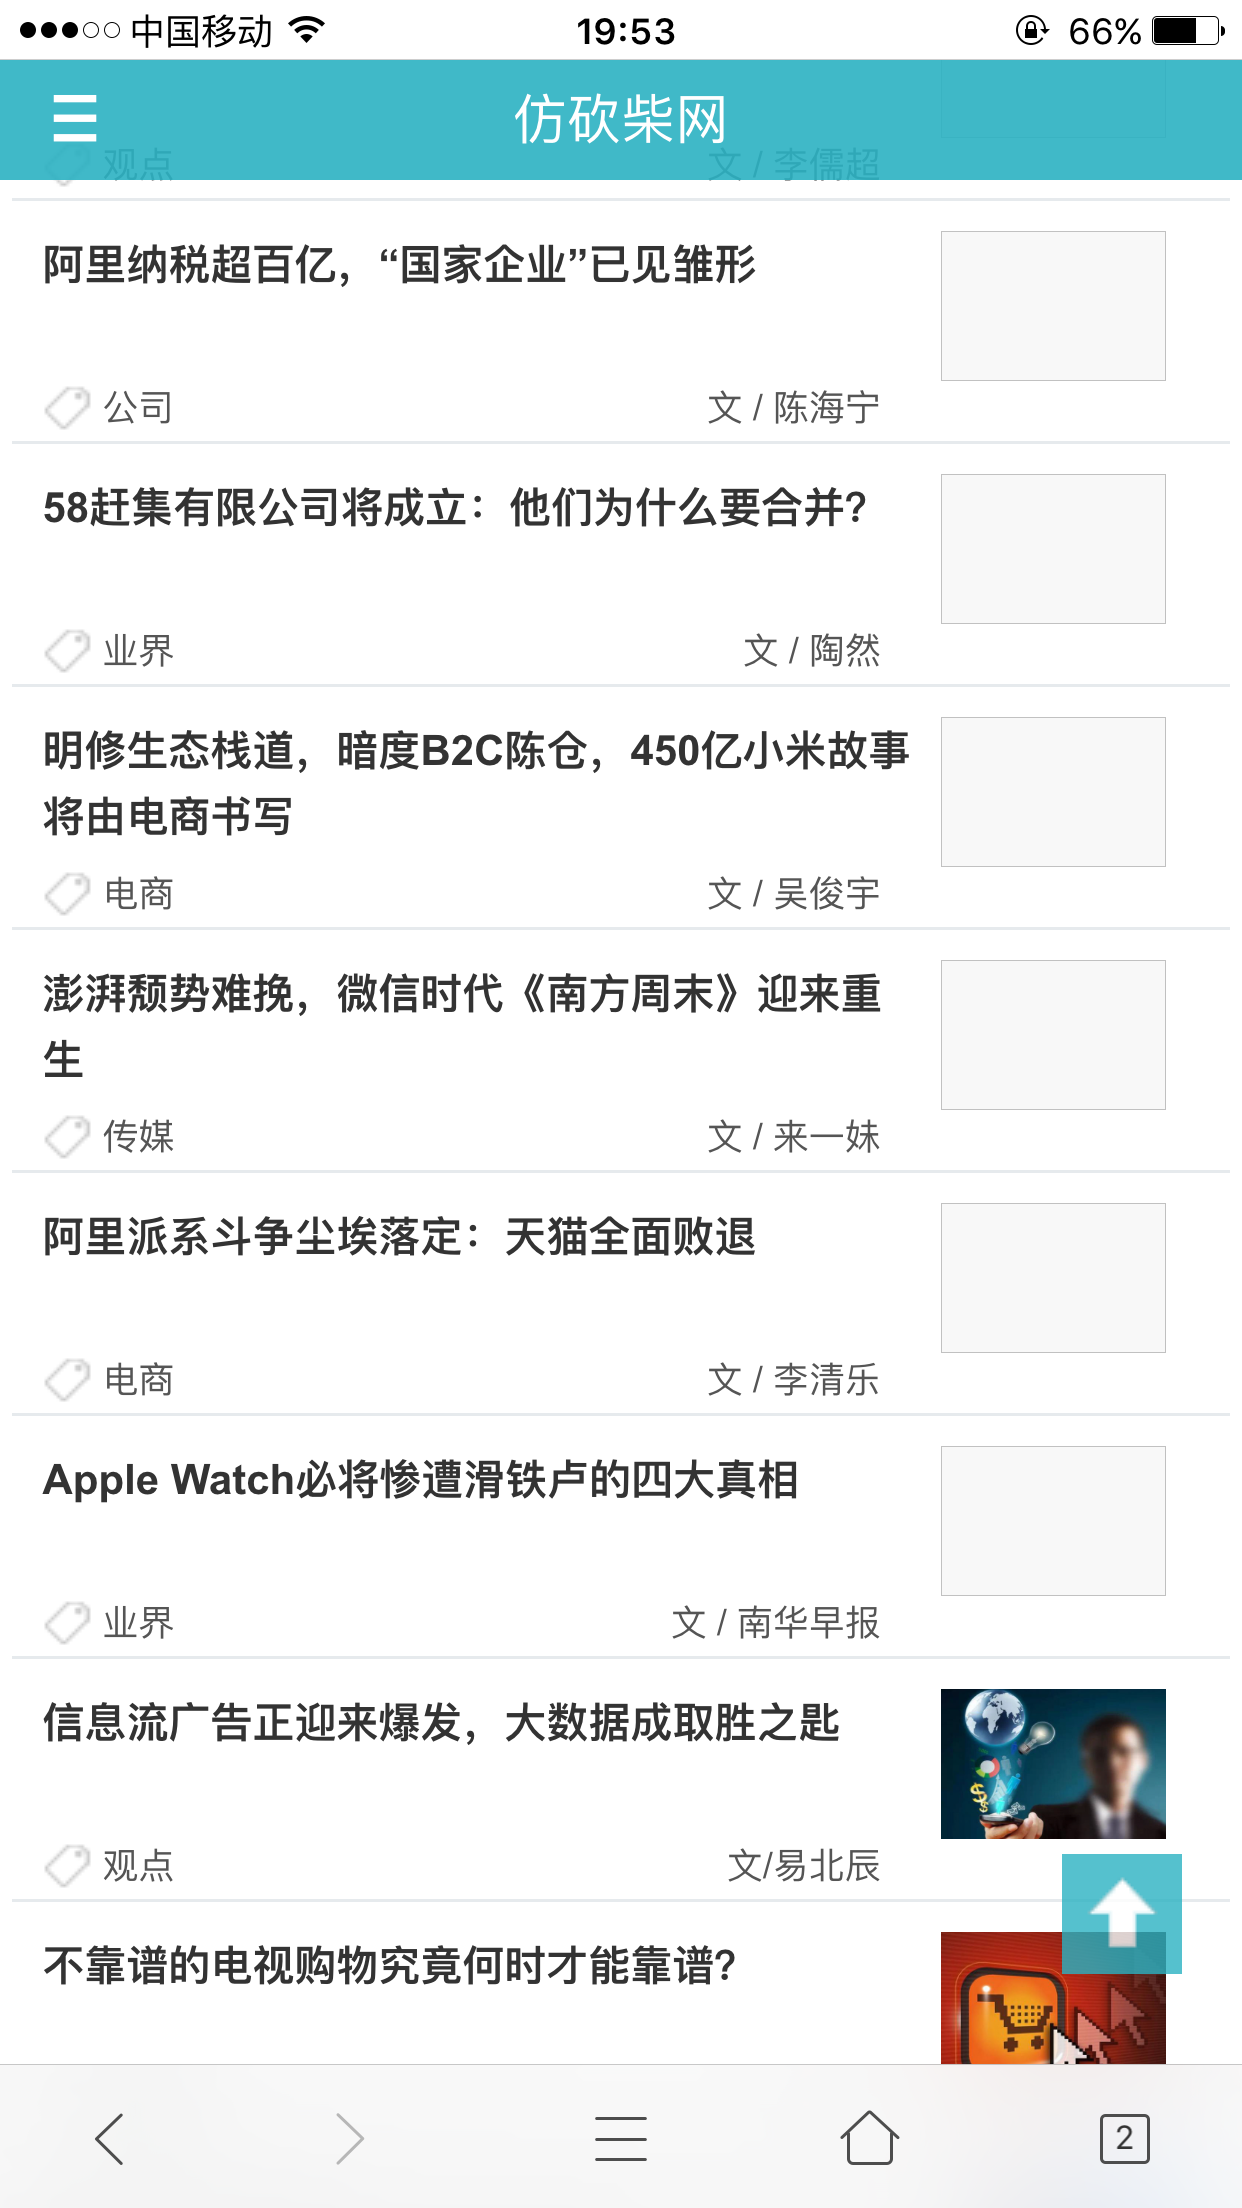 中国移动
19:53
66%
仿砍柴网
观点
文 / 李儒超
阿里纳税超百亿，“国家企业”已见雏形
公司
文 / 陈海宁
58赶集有限公司将成立：他们为什么要合并?
业界
文 / 陶然
明修生态栈道，暗度B2C陈仓，450亿小米故事
将由电商书写
电商
文 / 吴俊宇
澎湃颓势难挽，微信时代《南方周末》迎来重
生
传媒
文 / 来一妹
阿里派系斗争尘埃落定：天猫全面败退
电商
文 / 李清乐
Apple Watch必将惨遭滑铁卢的四大真相
业界
文 / 南华早报
信息流广告正迎来爆发，大数据成取胜之匙
观点
文/易北辰
不靠谱的电视购物究竟何时才能靠谱?
2